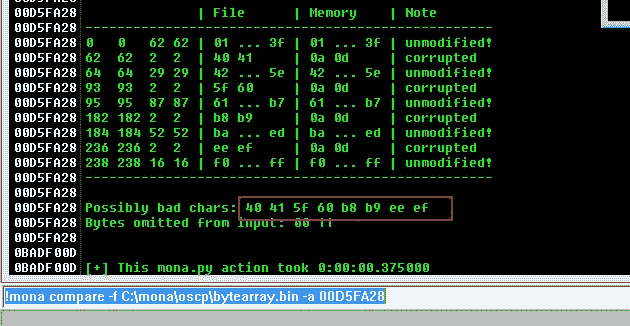 00D5FA28
00D5FA28 | File | Memory | Note
00D5FA28 -----------------------------------------------
00D5FA28 0 0 62 62 | 01 ... 3f | 01 ... 3f | unmodified!
00D5FA28 62 62 2 2 | 40 41 | 0a 0d | corrupted
00D5FA28 64 64 29 29 | 42 ... 5e | 42 ... 5e | unmodified!
00D5FA28 93 93 2 2 | 5f 60 | 0a 0d | corrupted
00D5FA28 95 95 87 87 | 61 ... b7 | 61 ... b7 | unmodified!
00D5FA28 182 182 2 2 | b8 b9 | 0a 0d | corrupted
00D5FA28 184 184 52 52 | ba ... ed | ba ... ed | unmodified!
00D5FA28 236 236 2 2 | ee ef | 0a 0d | corrupted
00D5FA28 238 238 16 16 | f0 ... ff | f0 ... ff | unmodified!
00D5FA28 -----------------------------------------------
00D5FA28
00D5FA28 Possibly bad chars: 40 41 5f 60 b8 b9 ee ef
00D5FA28 Bytes omitted from input: 00
00D5FA28
0BADF00D
0BADF00D [+] This mona.py action took 0:00:00.375000
!mona compare -f C:\mona\oscp\bytearray.bin -a 00D5FA28